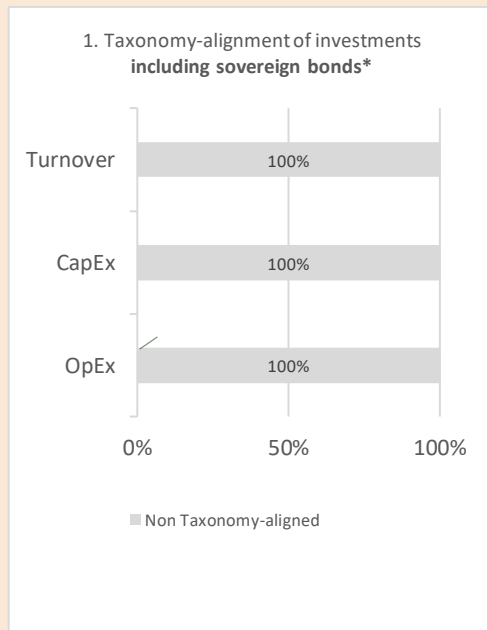 1. Taxonomy-alignment of investments
including sovereign bonds*
Turnover
100%
CapEx
100%
OpEx
100%
0%
50%
100%
Non Taxonomy-aligned